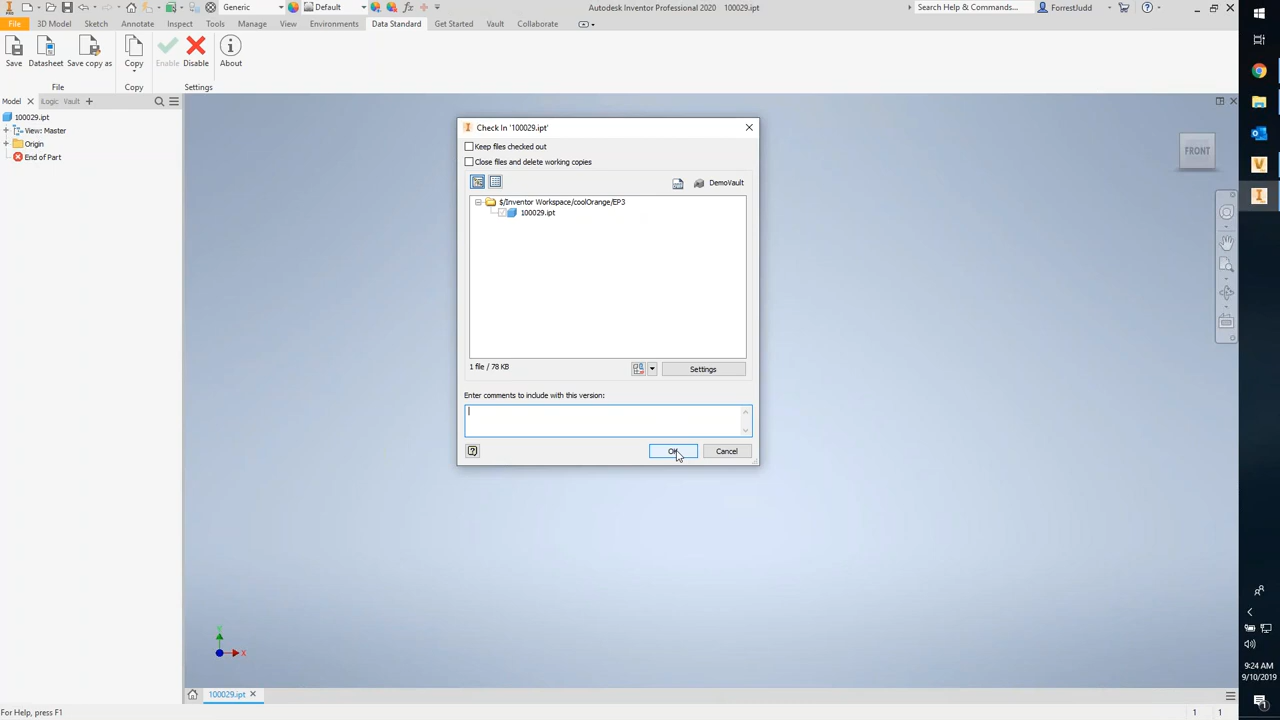 Generic
Default
Autodesk Inventor Professional 2020 100029.ipt
Search Help & Commands...
ForrestJudd
File
3D Model
Sketch
Annotate
Inspect
Tools
Manage
View
Environments
Data Standard
Get Started
Vault
Collaborate
Save
Datasheet
Save copy as
Copy
Enable
Disable
About
File
Copy
Settings
Model
iLogic
Vault
100029.ipt
View: Master
Origin
End of Part
Check In '100029.ipt'
Keep files checked out
Close files and delete working copies
DemoVault
$/Inventor Workspace/coolOrange/EP3
100029.ipt
1 file / 78 KB
Settings
Enter comments to include with this version:
OK
Cancel
FRONT
Y
X
100029.ipt
For Help, press F1
1
1
9:24 AM
9/10/2019
1